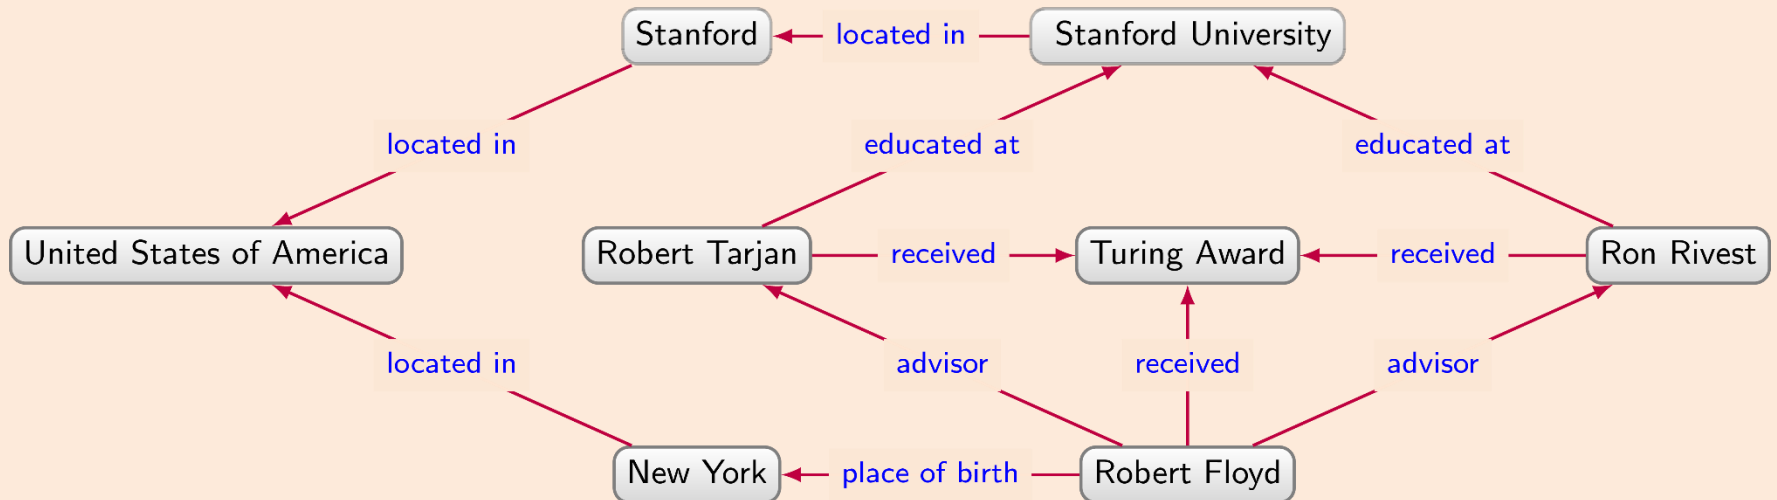 Stanford located in Stanford University
located in educated at educated at
United States of America Robert Tarjan received Turing Award received Ron Rivest
located in advisor received advisor
New York place of birth Robert Floyd